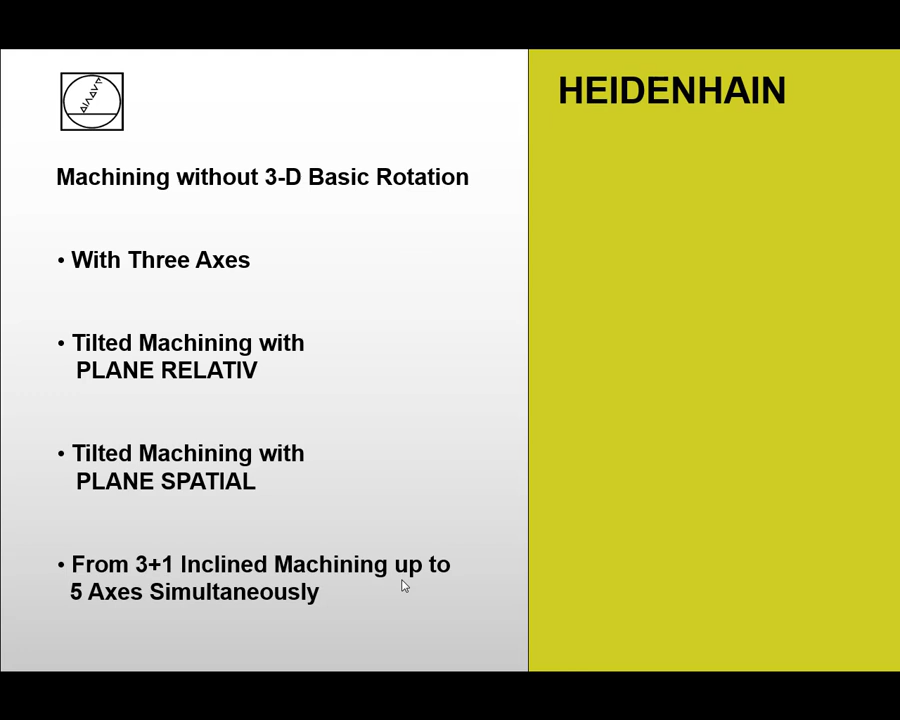 HEIDENHAIN
Machining without 3-D Basic Rotation
• With Three Axes
• Tilted Machining with
PLANE RELATIV
• Tilted Machining with
PLANE SPATIAL
• From 3+1 Inclined Machining up to
5 Axes Simultaneously